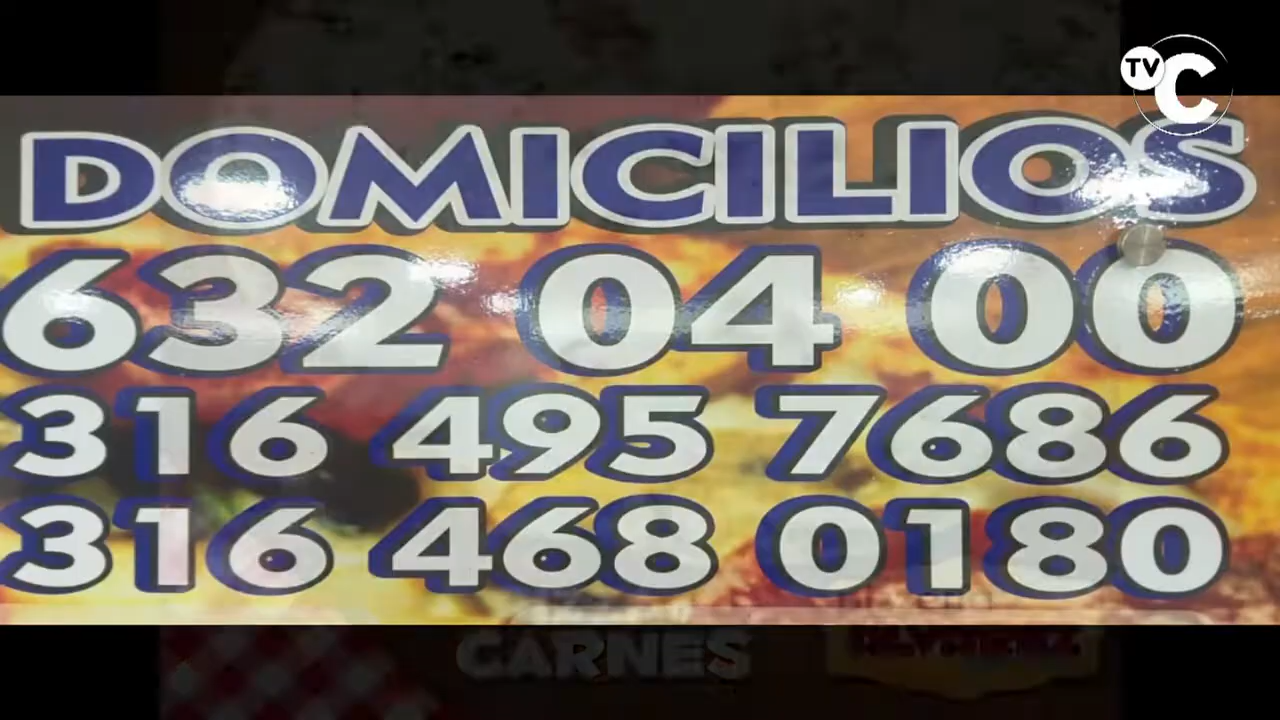 TV C
DOMICILIOS
632 04 00
316 495 7686
316 468 0180
CARNES